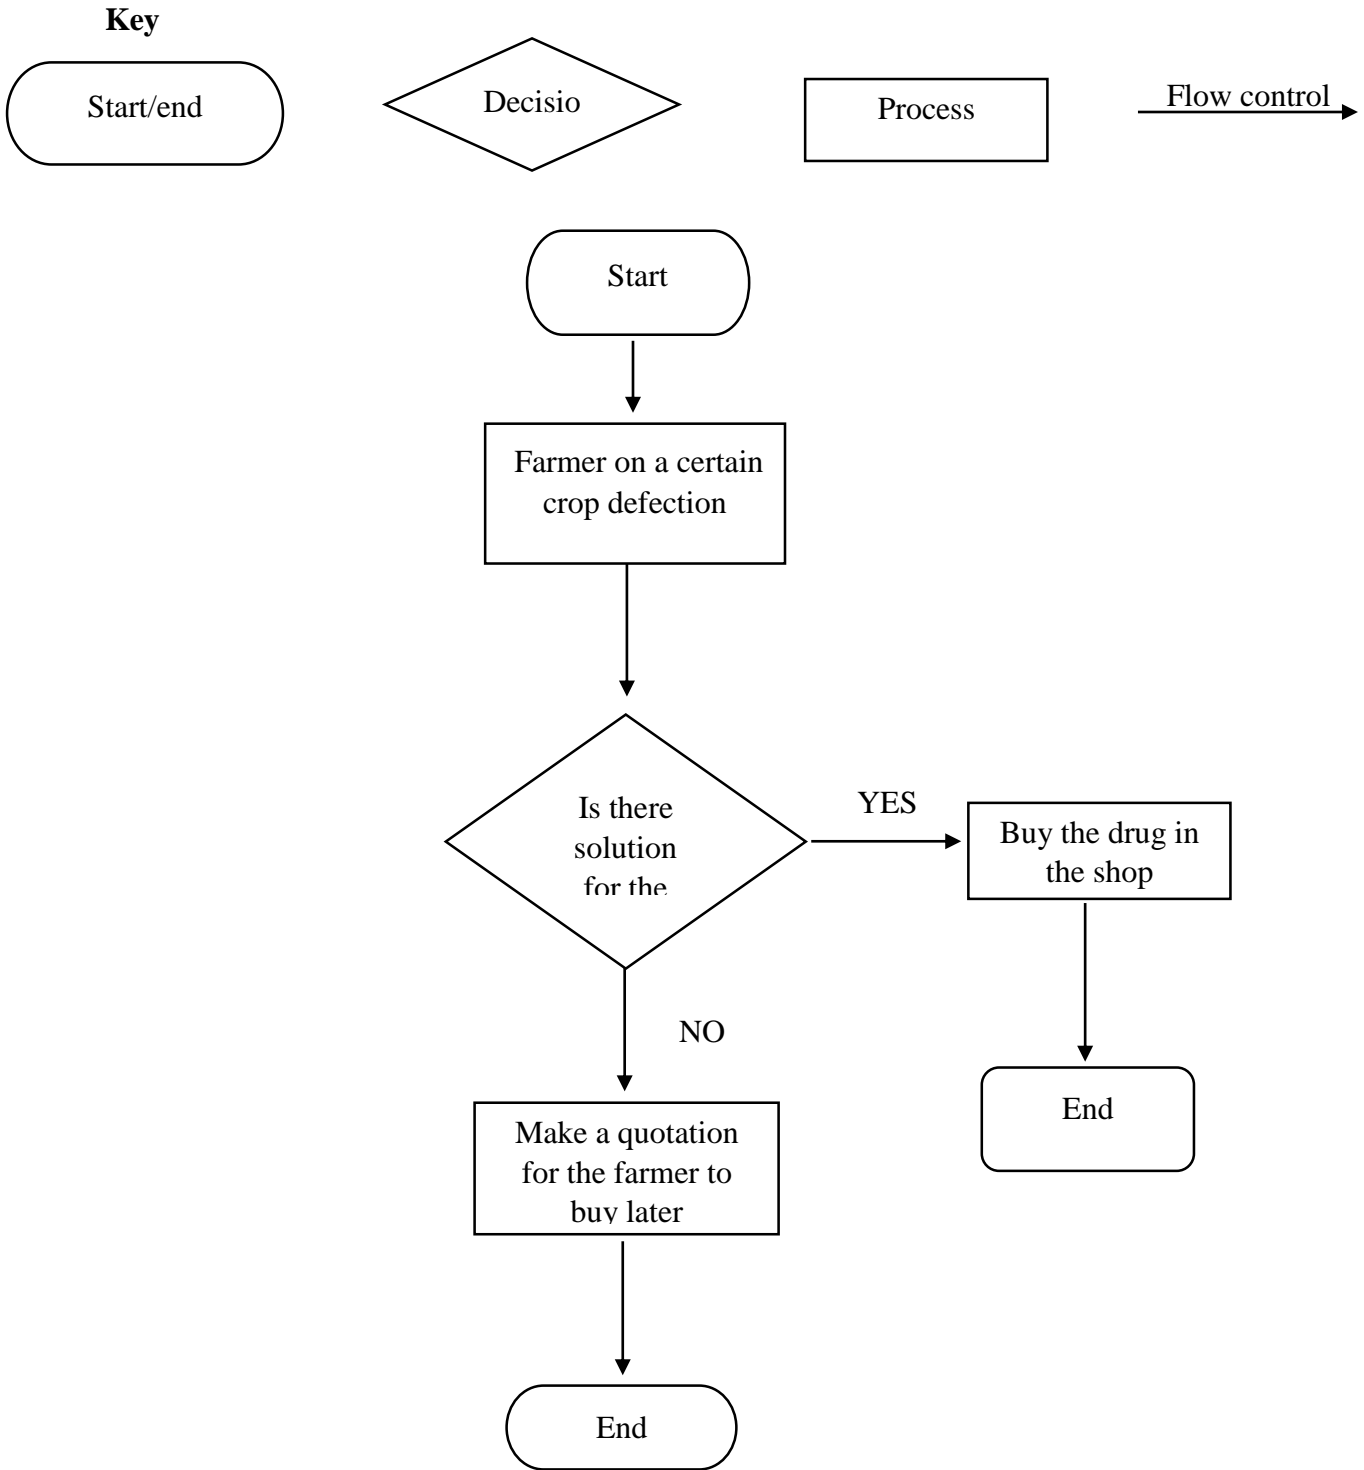 Key
Start/end
Decisio
Process
Flow control
Start
Farmer on a certain
crop defection
Is there
solution
for the
YES
Buy the drug in
the shop
NO
End
Make a quotation
for the farmer to
buy later
End